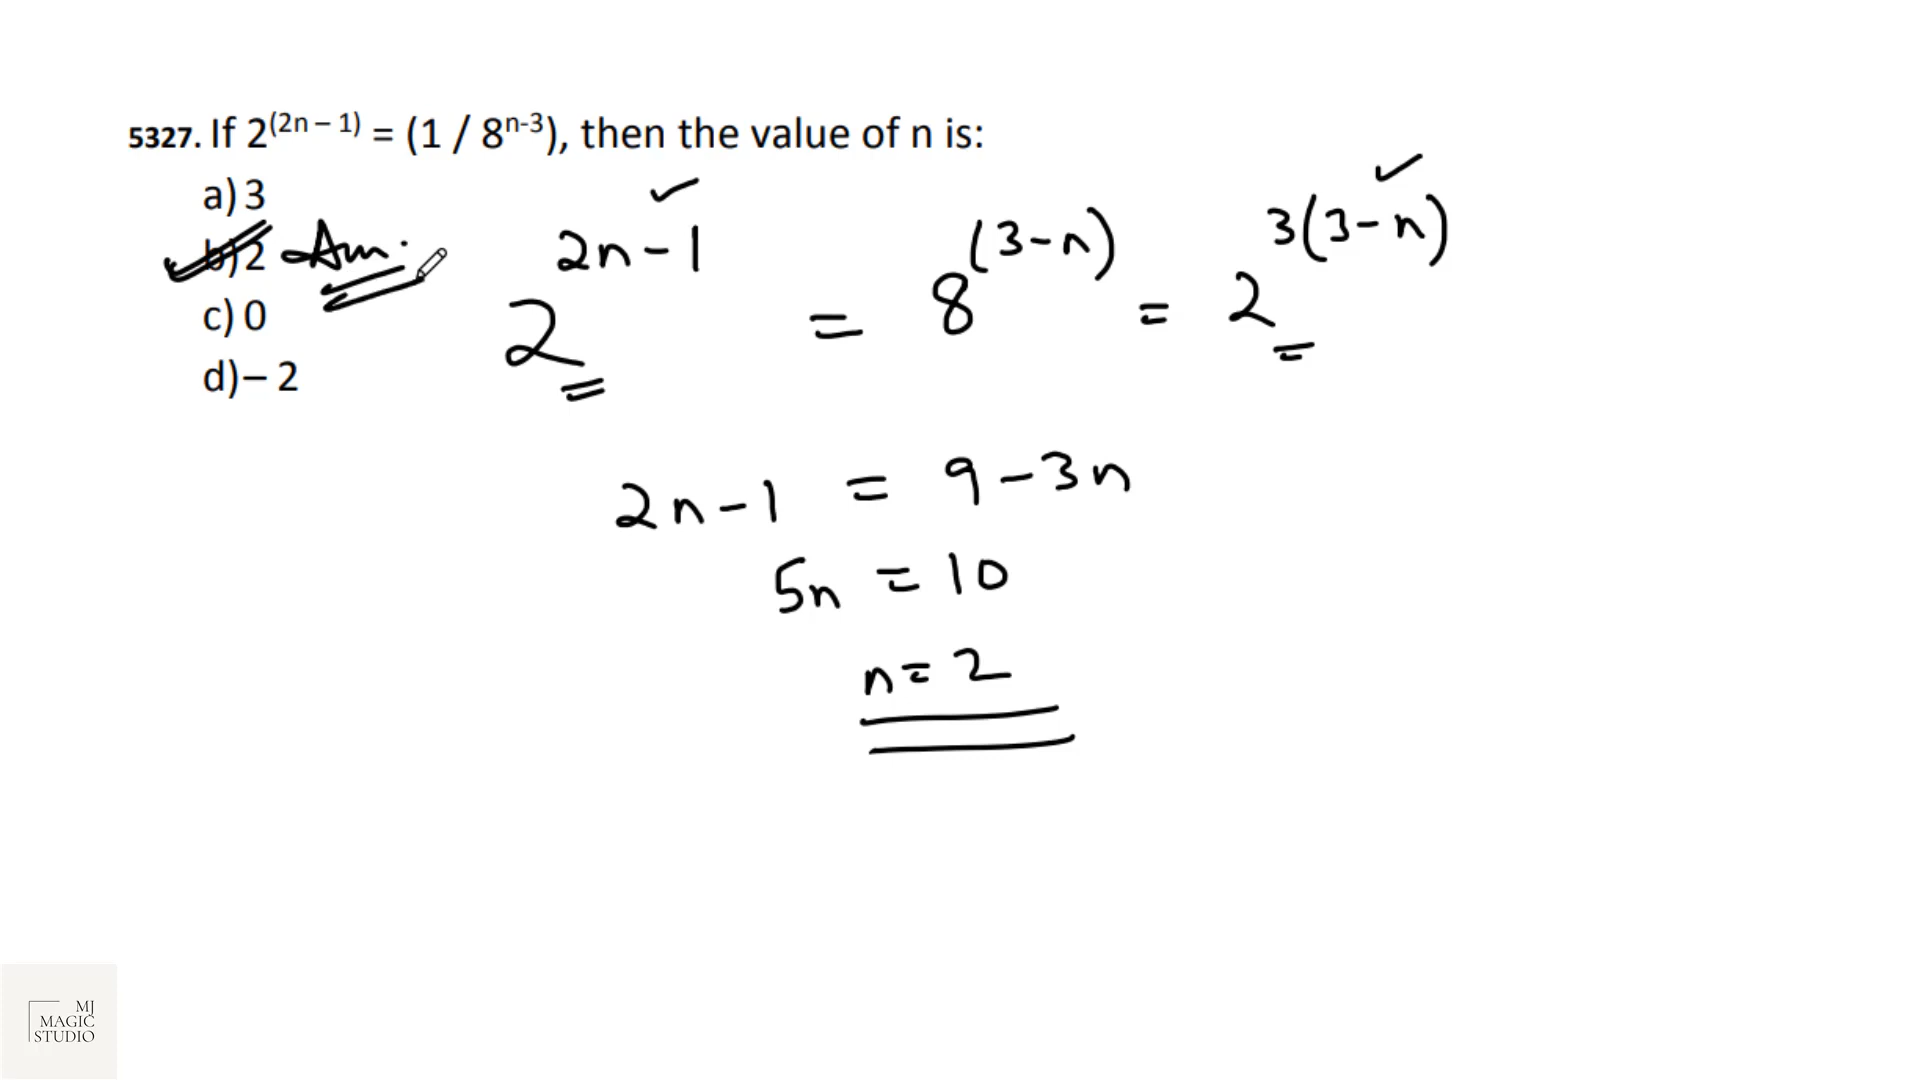 5327. If 2^(2n – 1) = (1 / 8^n-3), then the value of n is:
a) 3
b) 2 Ans.
c) 0
d) – 2
2^2n-1 = 8^(3-n) = 2^3(3-n)
2n-1 = 9-3n
5n = 10
n = 2
MJ
MAGIC
STUDIO